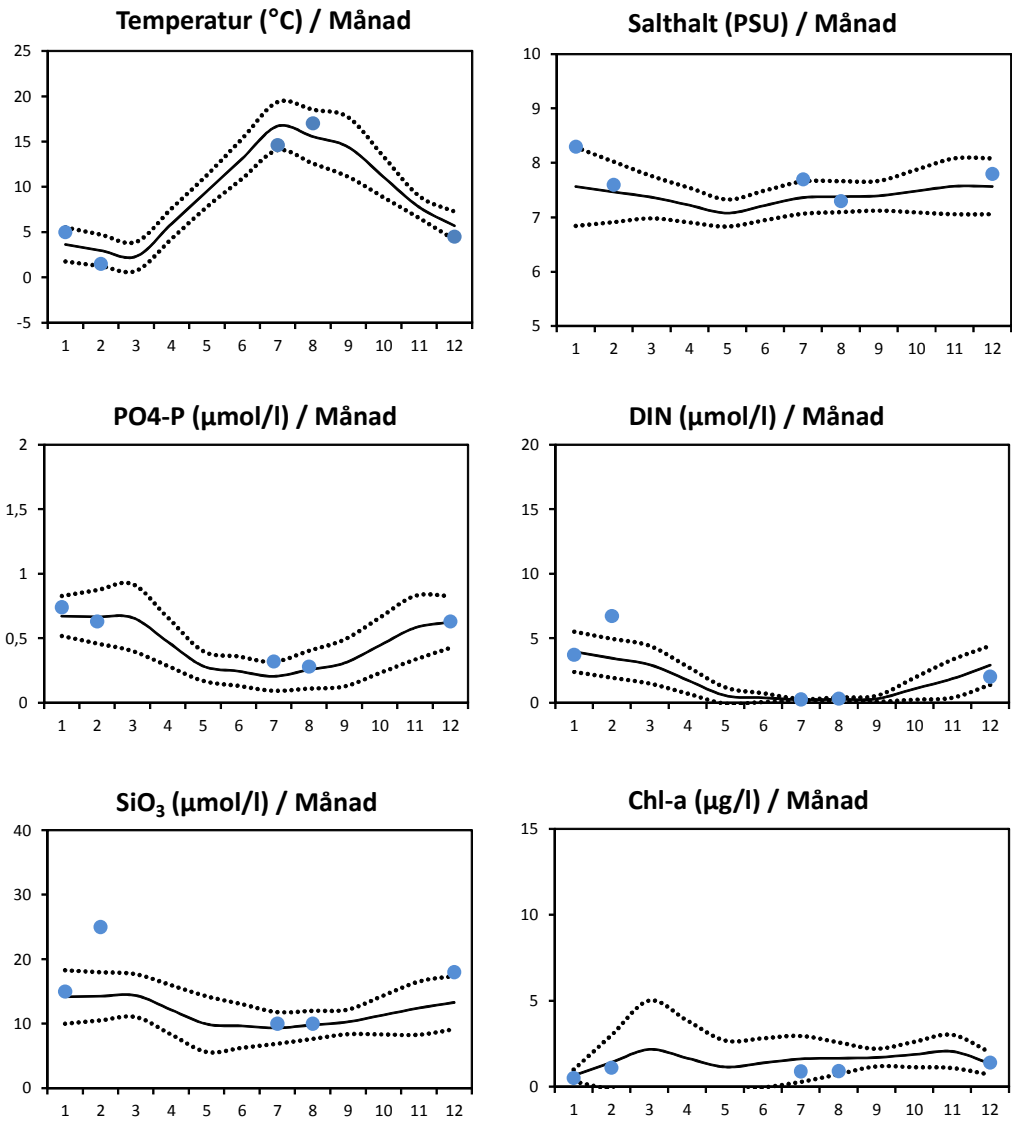 Temperatur (°C) / Månad
25
20
15
10
5
0
-5
1 2 3 4 5 6 7 8 9 10 11 12
Salthalt (PSU) / Månad
10
9
8
7
6
5
1 2 3 4 5 6 7 8 9 10 11 12
PO4-P (µmol/l) / Månad
2
1,5
1
0,5
0
1 2 3 4 5 6 7 8 9 10 11 12
DIN (µmol/l) / Månad
20
15
10
5
0
1 2 3 4 5 6 7 8 9 10 11 12
SiO₃ (µmol/l) / Månad
40
30
20
10
0
1 2 3 4 5 6 7 8 9 10 11 12
Chl-a (µg/l) / Månad
15
10
5
0
1 2 3 4 5 6 7 8 9 10 11 12